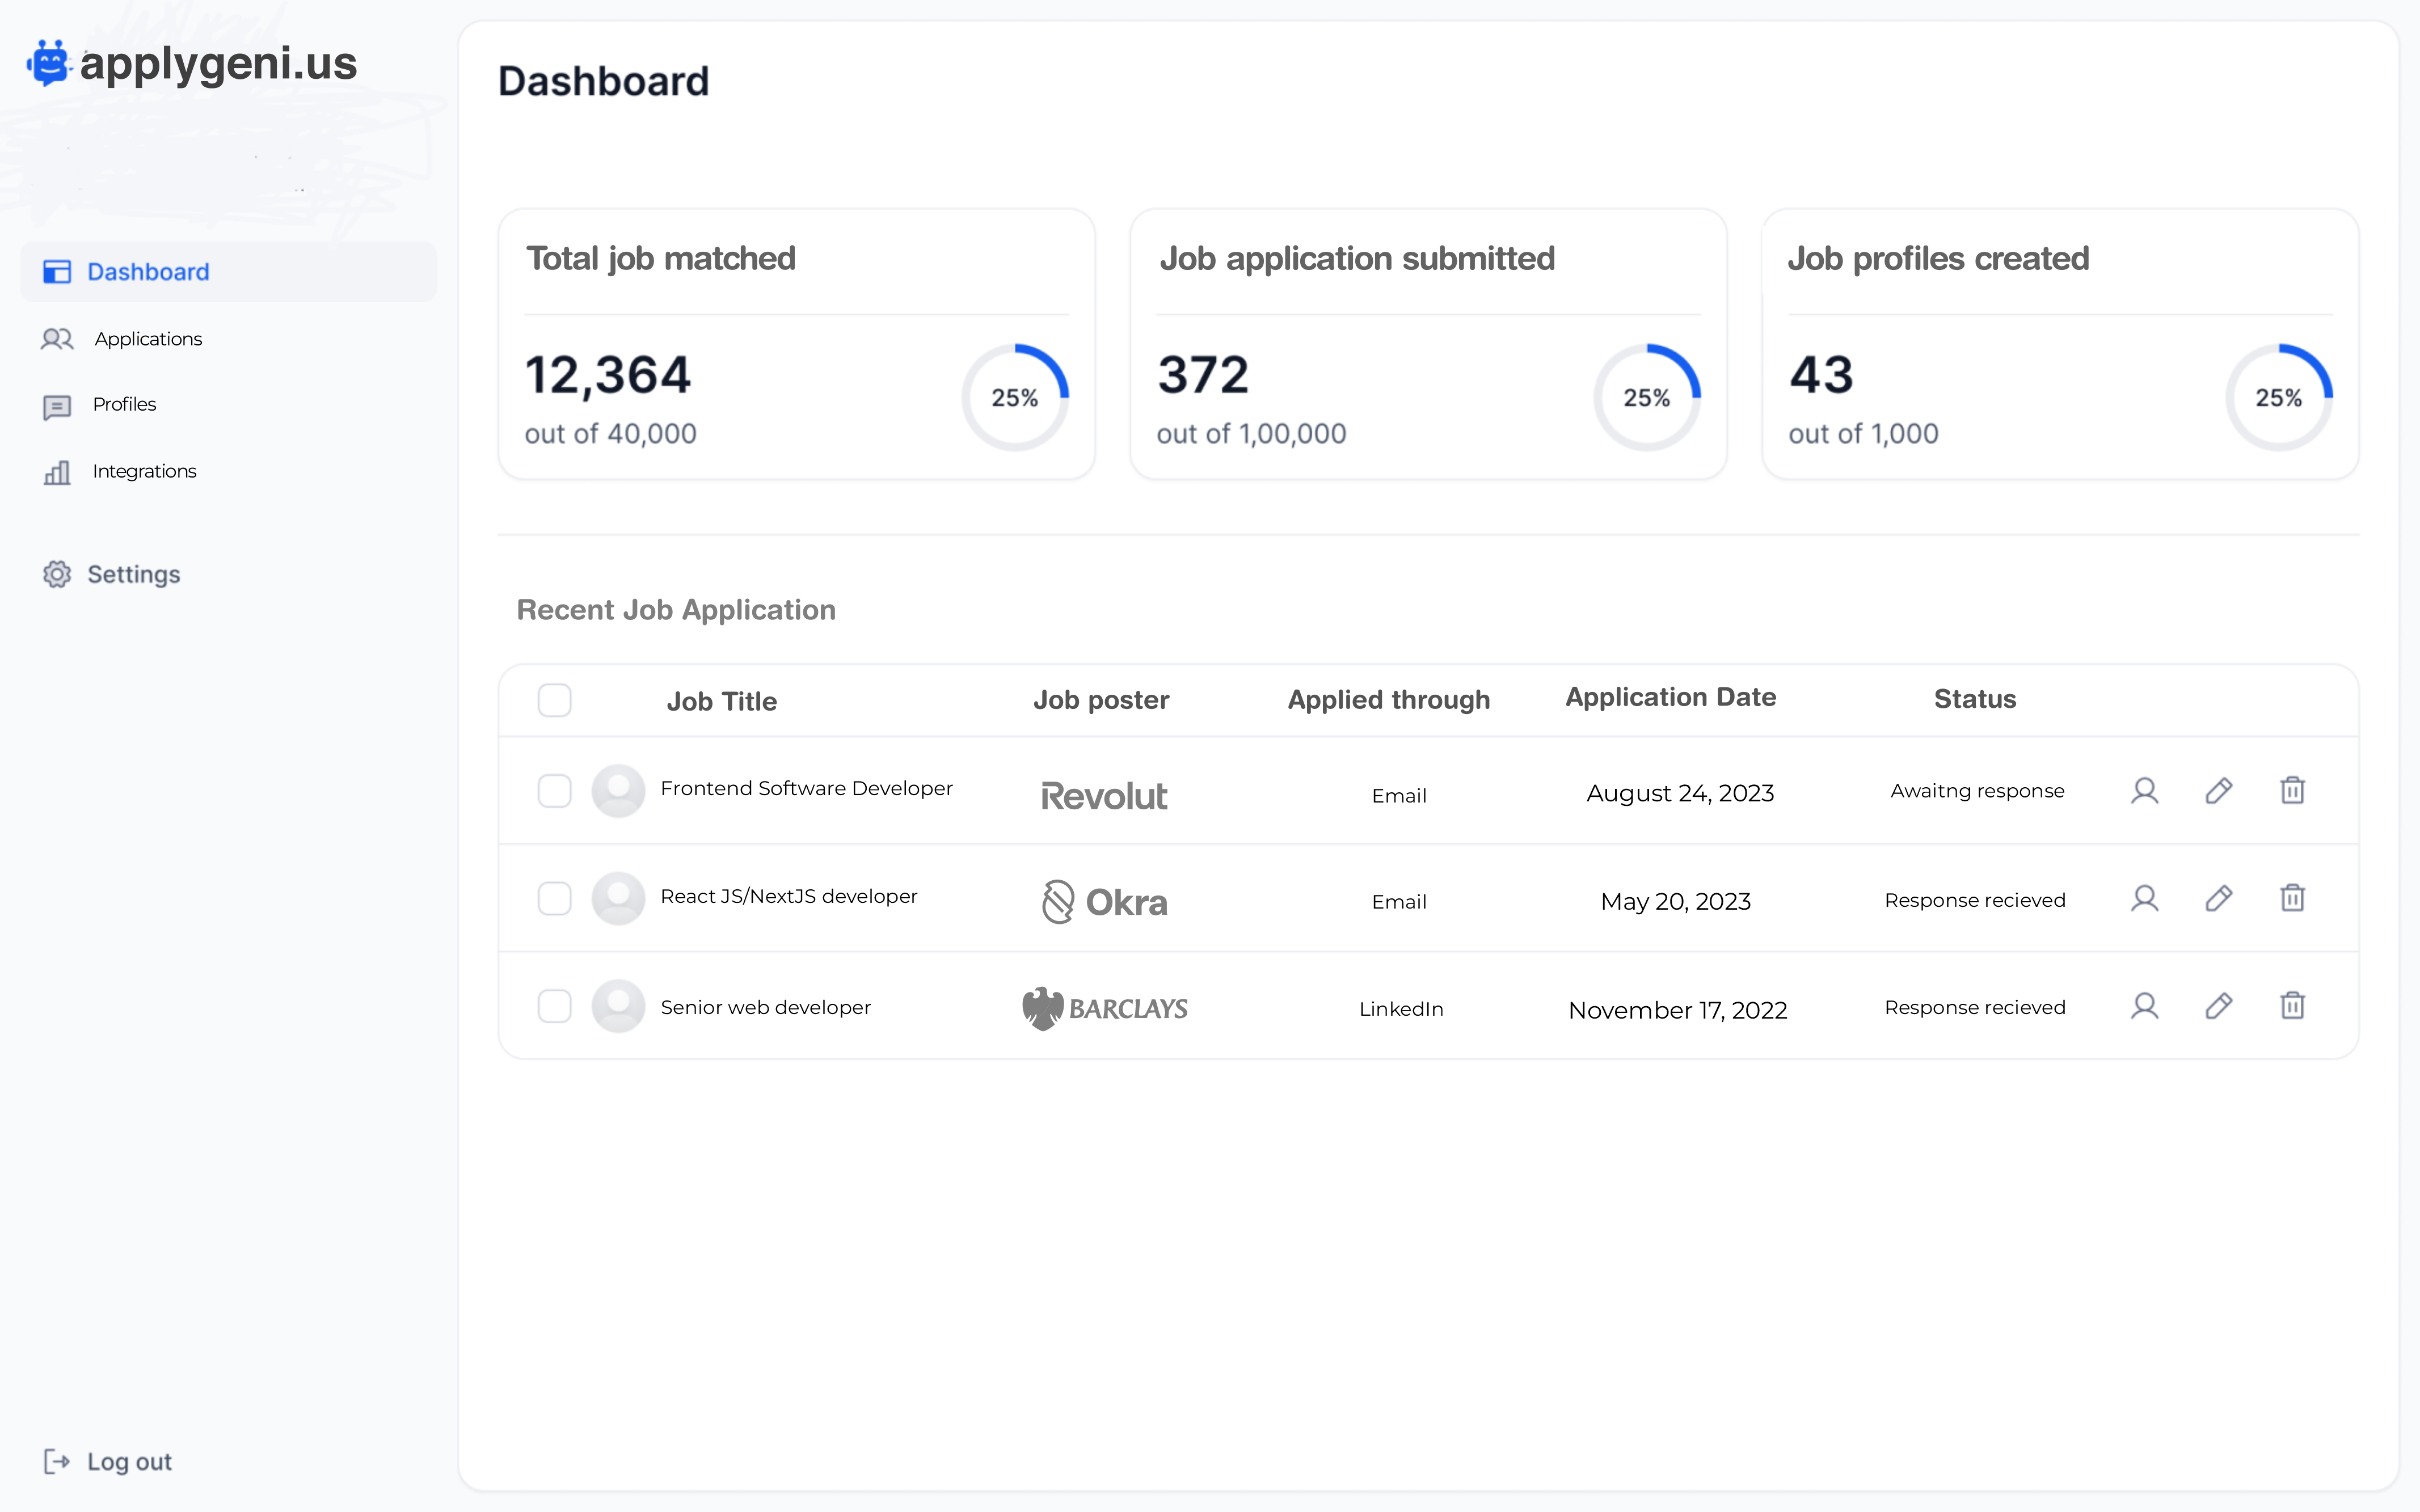 applygeni.us
Dashboard
Applications
Profiles
Integrations
Settings
Log out
Dashboard
Total job matched
12,364
out of 40,000
25%
Job application submitted
372
out of 1,00,000
25%
Job profiles created
43
out of 1,000
25%
Recent Job Application
Job Title Job poster Applied through Application Date Status
Frontend Software Developer Revolut Email August 24, 2023 Awaitng response
React JS/NextJS developer Okra Email May 20, 2023 Response recieved
Senior web developer BARCLAYS LinkedIn November 17, 2022 Response recieved